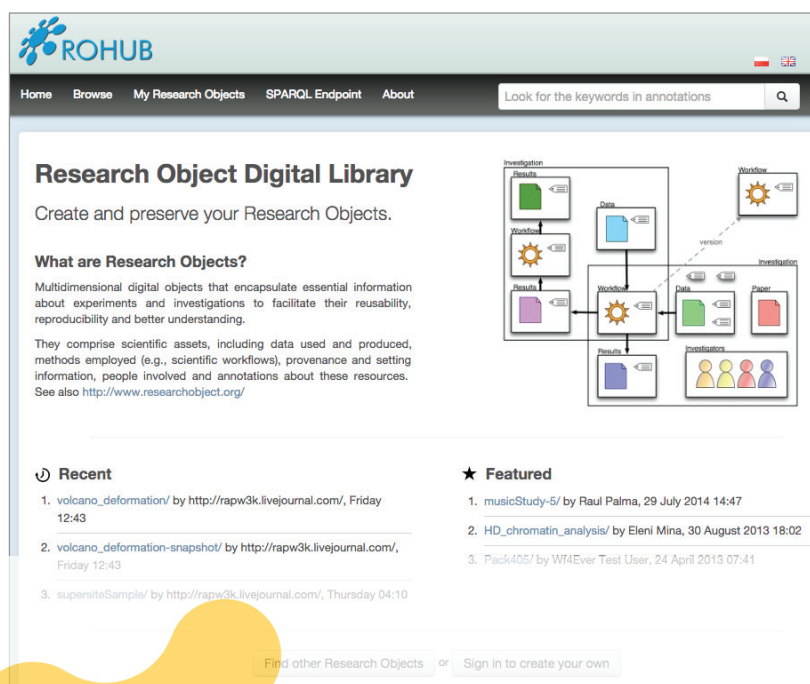 ROHUB
Home Browse My Research Objects SPARQL Endpoint About
Look for the keywords in annotations
Research Object Digital Library
Create and preserve your Research Objects.
What are Research Objects?
Multidimensional digital objects that encapsulate essential information
about experiments and investigations to facilitate their reusability,
reproducibility and better understanding.
They comprise scientific assets, including data used and produced,
methods employed (e.g., scientific workflows), provenance and setting
information, people involved and annotations about these resources.
See also http://www.researchobject.org/
Investigation
Results
Workflow
Data
Workflow
version
Investigation
Results
Workflow
Data
Paper
Results
Investigators
Recent
1. volcano_deformation/ by http://rapw3k.livejournal.com/, Friday
12:43
2. volcano_deformation-snapshot/ by http://rapw3k.livejournal.com/,
Friday 12:43
3. supersiteSample/ by http://rapw3k.livejournal.com/, Thursday 04:10
Featured
1. musicStudy-5/ by Raul Palma, 29 July 2014 14:47
2. HD_chromatin_analysis/ by Eleni Mina, 30 August 2013 18:02
3. Pack405/ by Wf4Ever Test User, 24 April 2013 07:41
Find other Research Objects or Sign in to create your own